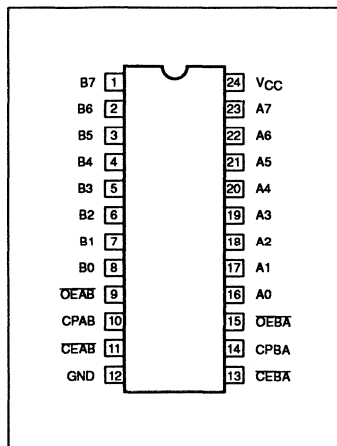 B7 1 24 VCC
B6 2 23 A7
B5 3 22 A6
B4 4 21 A5
B3 5 20 A4
B2 6 19 A3
B1 7 18 A2
B0 8 17 A1
OEAB 9 16 A0
CPAB 10 15 OEBA
CEAB 11 14 CPBA
GND 12 13 CEBA